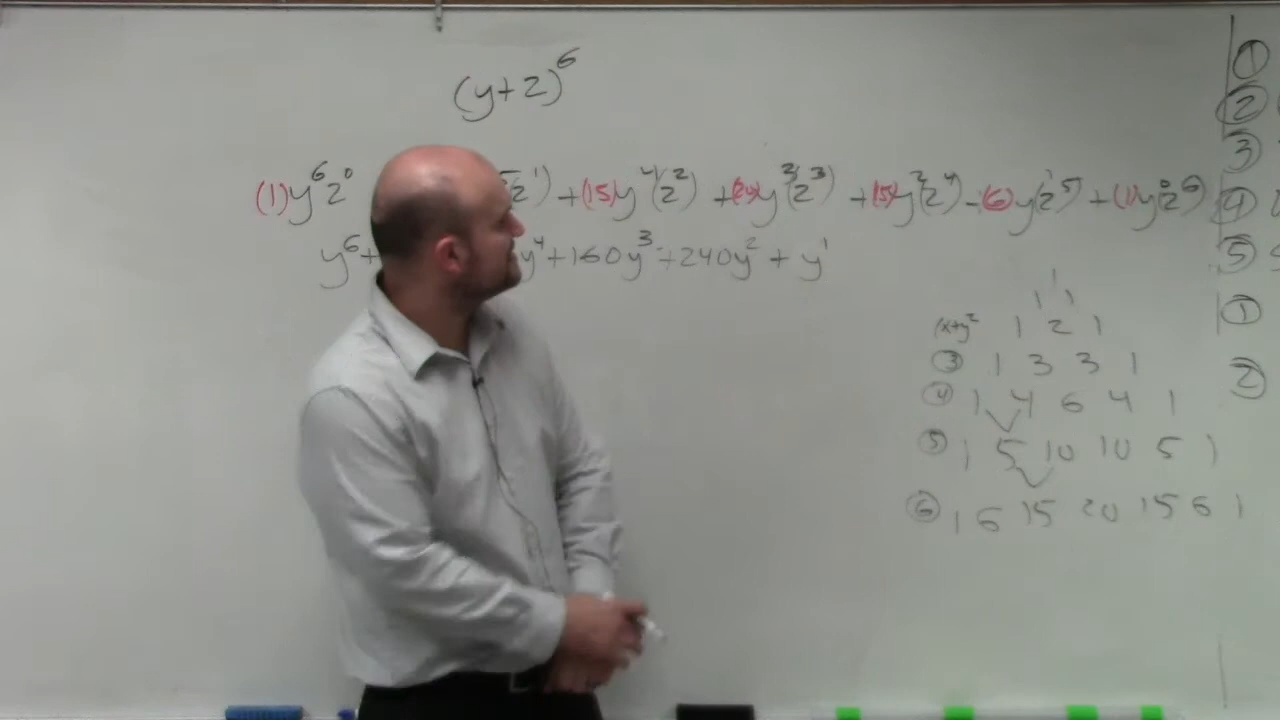 (y+2)^6
(1)y^6 2^0 (2^1) + (15)y^4(2^2) + (20)y^3(2^3) + (15)y^2(2^4) - (6)y^1(2^5) + (1)y^0 2^6
y^6+ y^4+160y^3+240y^2 + y^1
1
1 1
(x+y^2 1 2 1
③ 1 3 3 1
④ 1 4 6 4 1
⑤ 1 5 10 10 5 1
⑥ 1 6 15 20 15 6 1
①
②
③
④
⑤
①
②